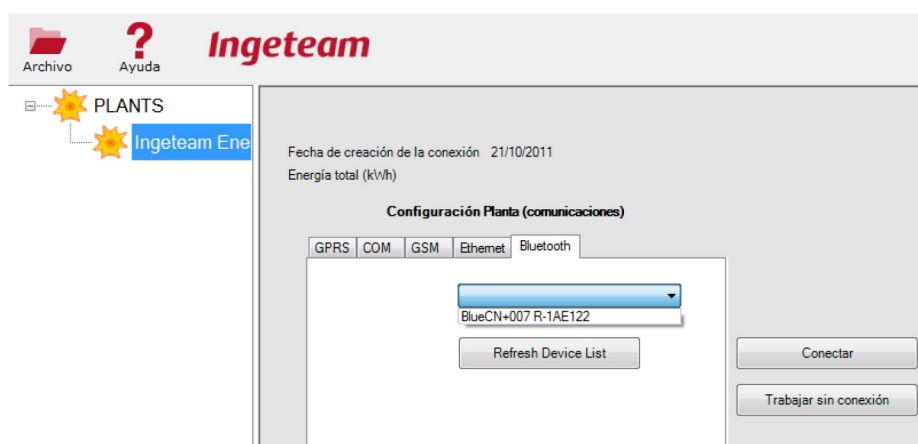 Ingeteam
Archivo
Ayuda
PLANTS
Ingeteam Ene
Fecha de creación de la conexión 21/10/2011
Energía total (kWh)
Configuración Planta (comunicaciones)
GPRS COM GSM Ethernet Bluetooth
BlueCN+007 R-1AE122
Refresh Device List
Conectar
Trabajar sin conexión